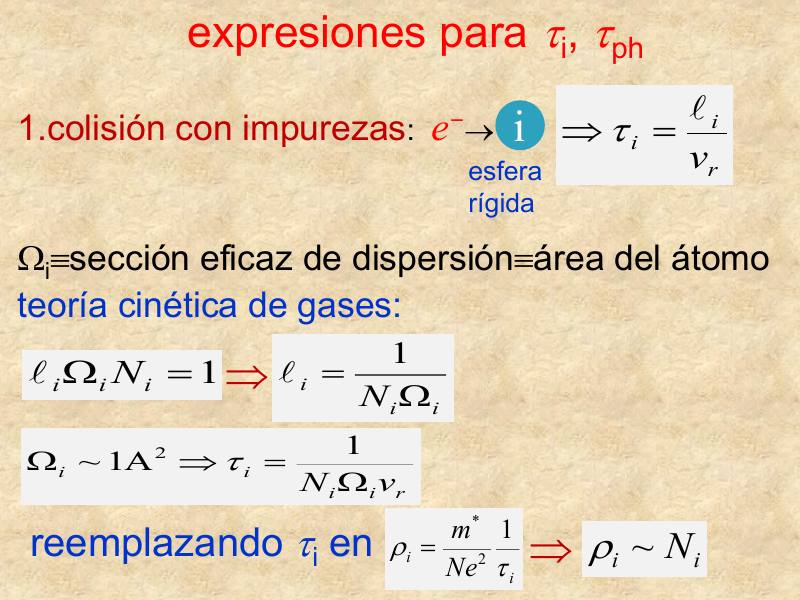 expresiones para τi, τph
1.colisión con impurezas: e⁻→ i ⇒ τi = ℓi / vr
esfera
rígida
Ωi≡sección eficaz de dispersión≡área del átomo
teoría cinética de gases:
ℓiΩiNi = 1 ⇒ ℓi = 1 / NiΩi
Ωi ~ 1A² ⇒ τi = 1 / NiΩivr
reemplazando τi en ρi = m* / Ne² 1 / τi ⇒ ρi ~ Ni